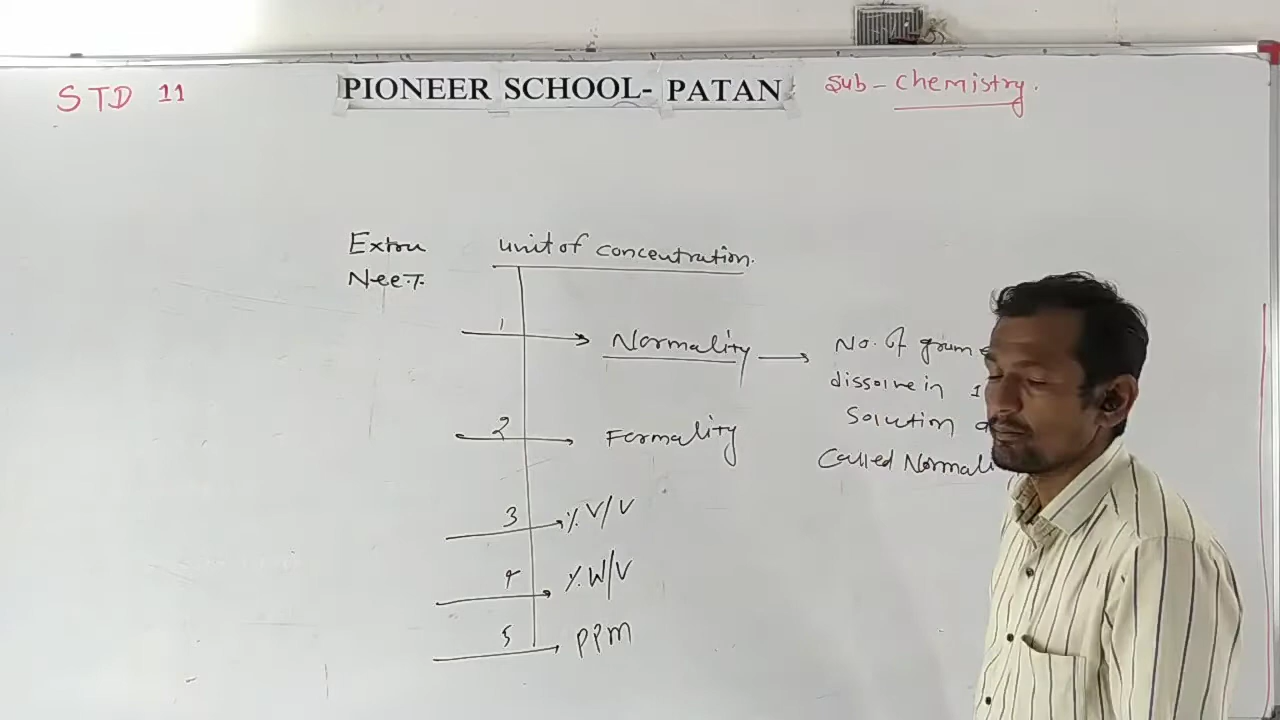 STD 11
PIONEER SCHOOL- PATAN
Sub - Chemistry.
Extra
NeeT.
unit of concentration.
1
Normality
No. of gram
dissolve in 1
Solution
Called Normali
2
Formality
3
% V/V
4
% W/V
5
PPM